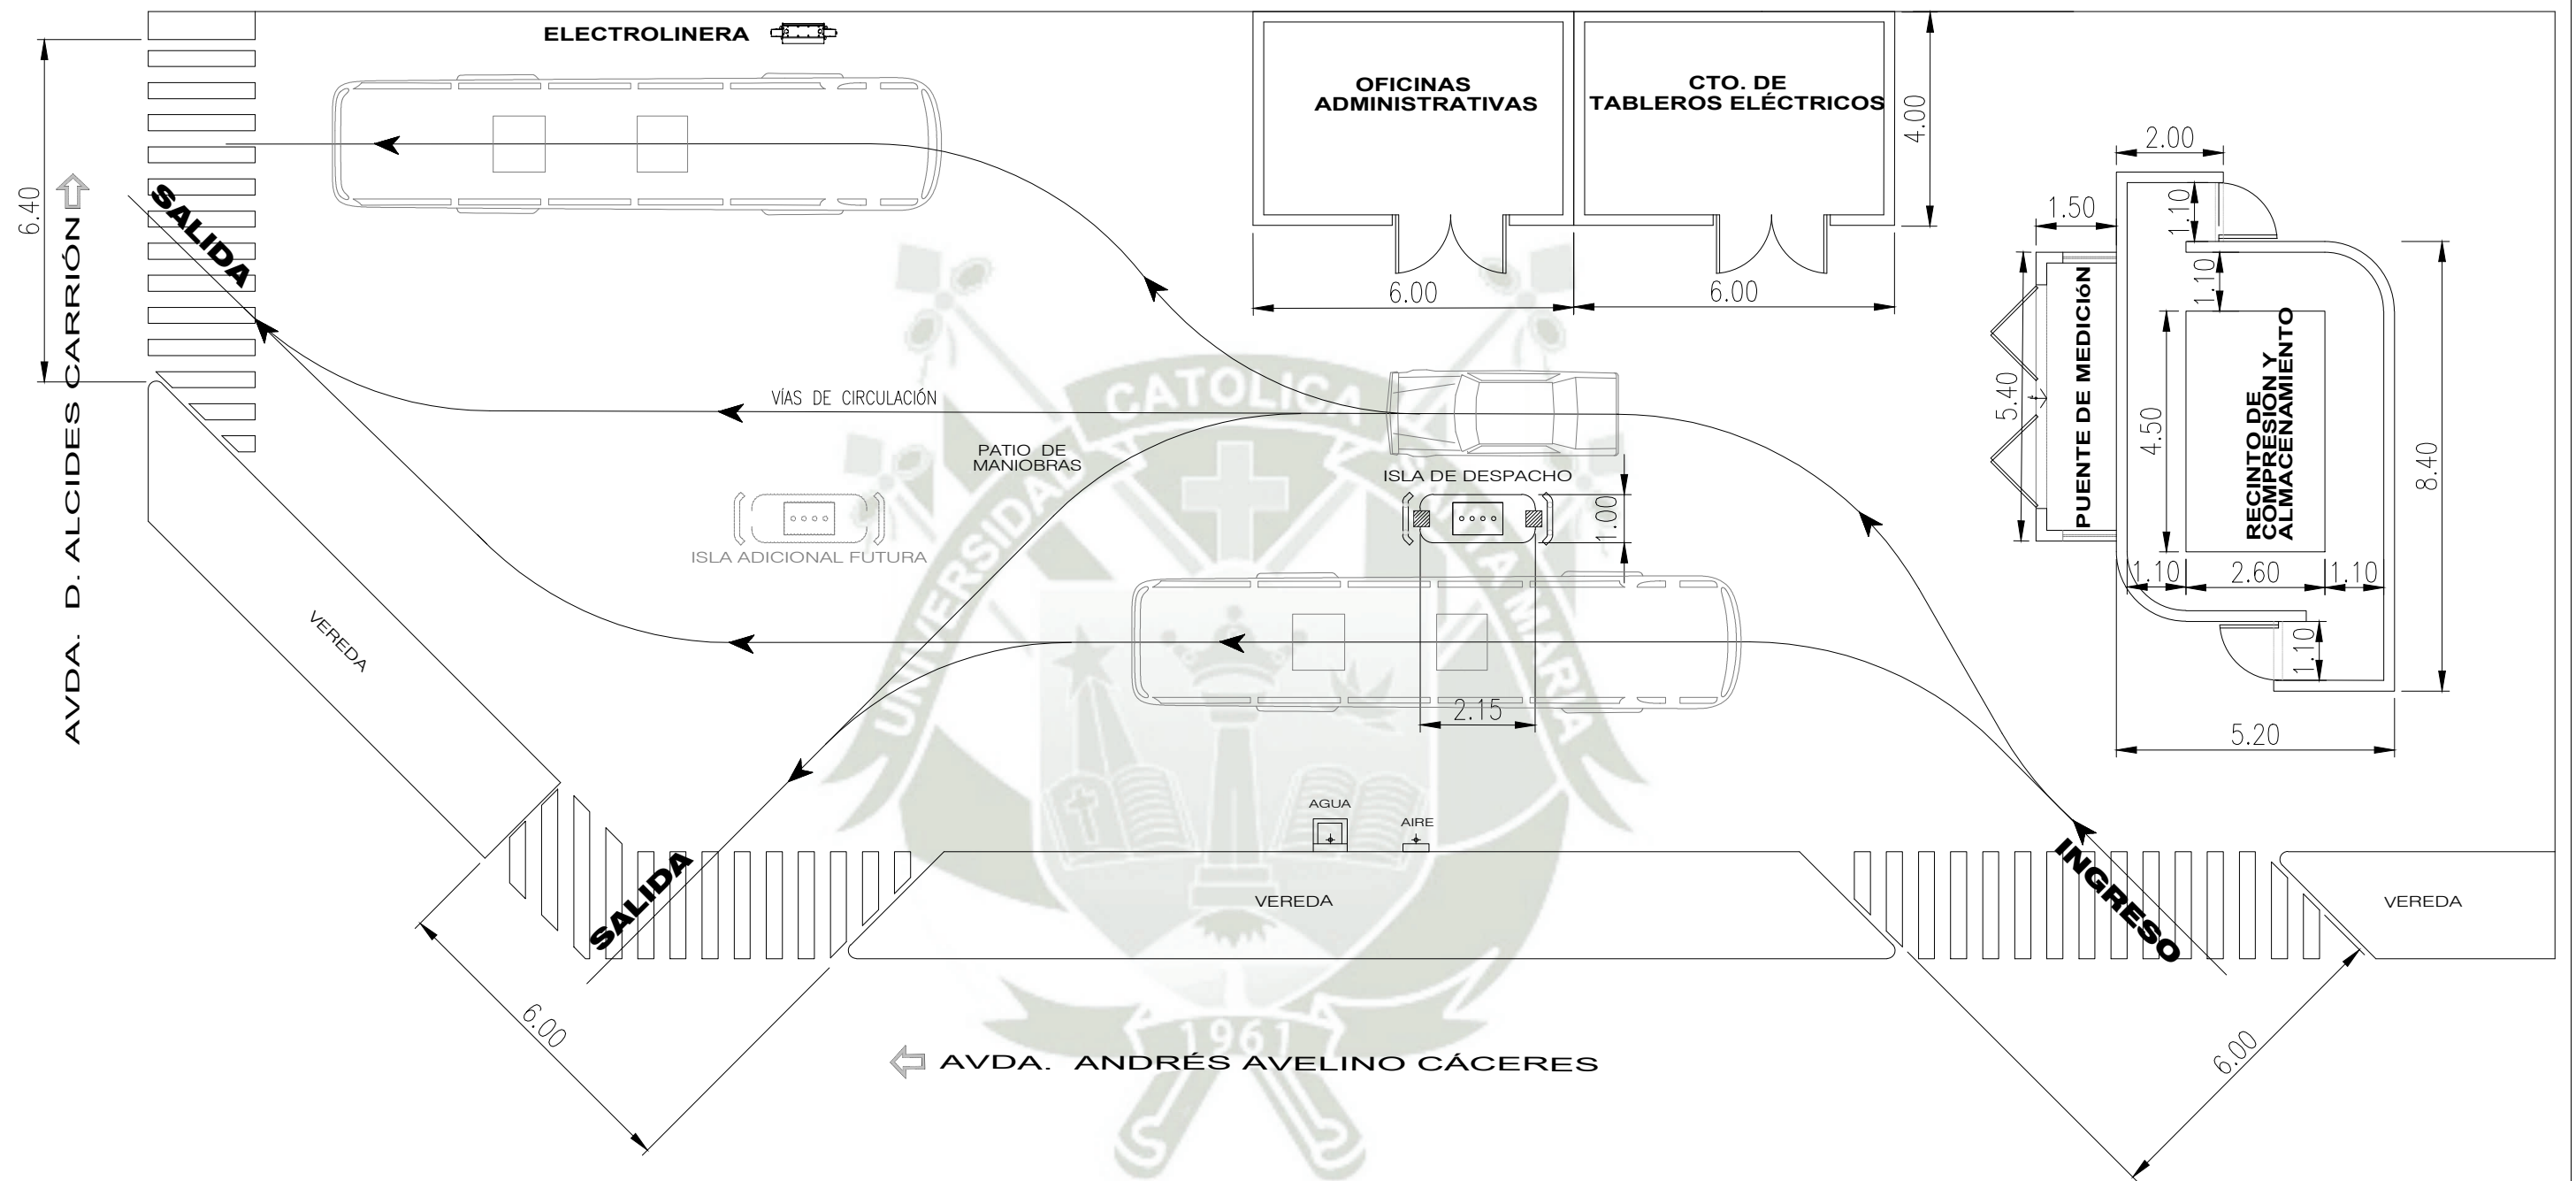 ELECTROLINERA
OFICINAS
ADMINISTRATIVAS
CTO. DE
TABLEROS ELÉCTRICOS
4.00
6.00
6.00
2.00
1.50
1.10
1.10
PUENTE DE MEDICIóN
5.40
4.50
RECINTO DE
COMPRESION Y
ALMACENAMIENTO
8.40
1.10
2.60
1.10
1.10
5.20
6.40
AVDA. D. ALCIDES CARRIÓN
SALIDA
VÍAS DE CIRCULACIÓN
PATIO DE
MANIOBRAS
ISLA DE DESPACHO
1.00
ISLA ADICIONAL FUTURA
2.15
VEREDA
AGUA
AIRE
SALIDA
VEREDA
INGRESO
VEREDA
6.00
6.00
AVDA. ANDRÉS AVELINO CÁCERES
UNIVERSIDAD CATOLICA SANTA MARIA
1961